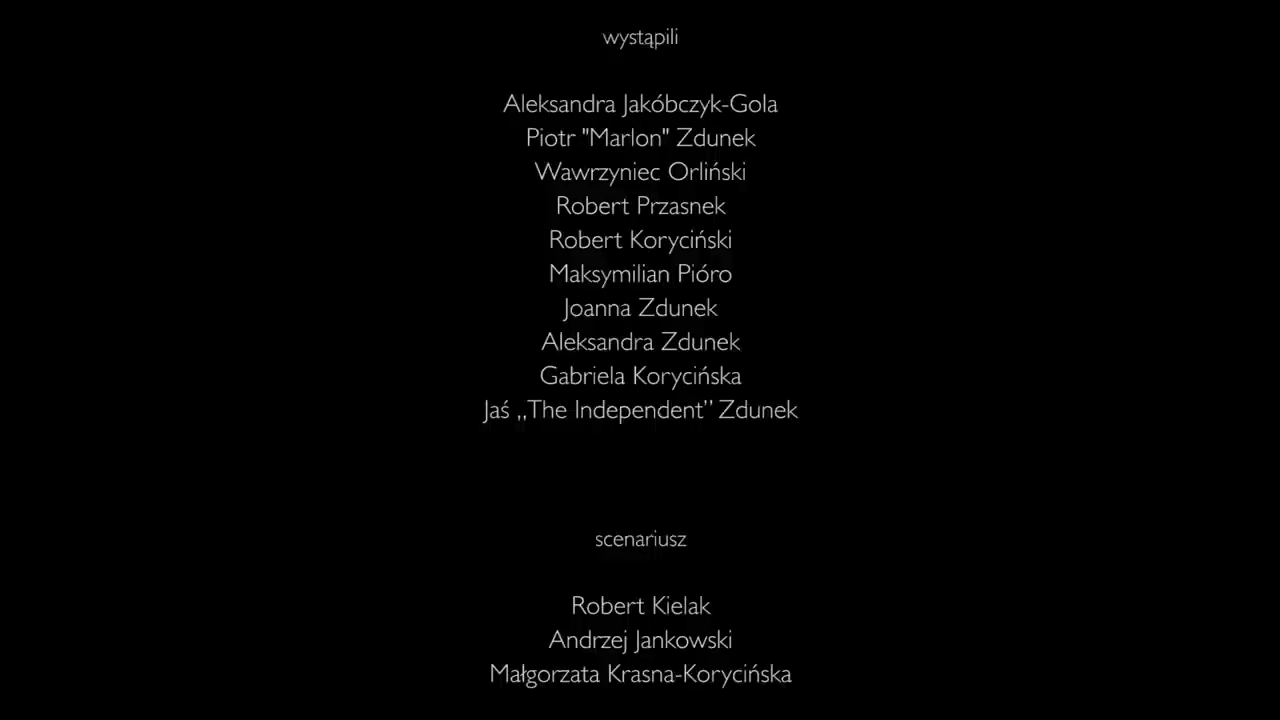 wystąpili
Aleksandra Jakóbczyk-Gola
Piotr "Marlon" Zdunek
Wawrzyniec Orliński
Robert Przasnek
Robert Koryciński
Maksymilian Pióro
Joanna Zdunek
Aleksandra Zdunek
Gabriela Korycińska
Jaś „The Independent” Zdunek
scenariusz
Robert Kielak
Andrzej Jankowski
Małgorzata Krasna-Korycińska